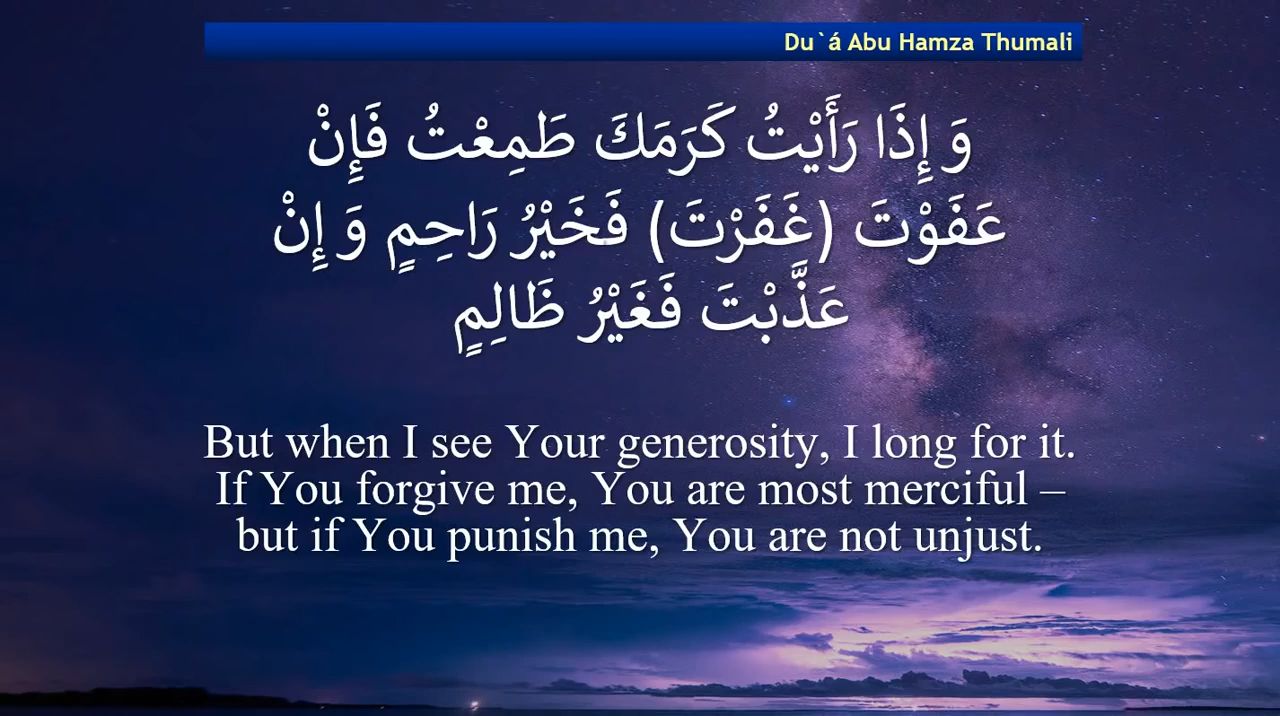 Du`á Abu Hamza Thumali
وَ إِذَا رَأَيْتُ كَرَمَكَ طَمِعْتُ فَإِنْ
عَفَوْتَ (غَفَرْتَ) فَخَيْرُ رَاحِمٍ وَ إِنْ
عَذَّبْتَ فَغَيْرُ ظَالِمٍ
But when I see Your generosity, I long for it.
If You forgive me, You are most merciful –
but if You punish me, You are not unjust.